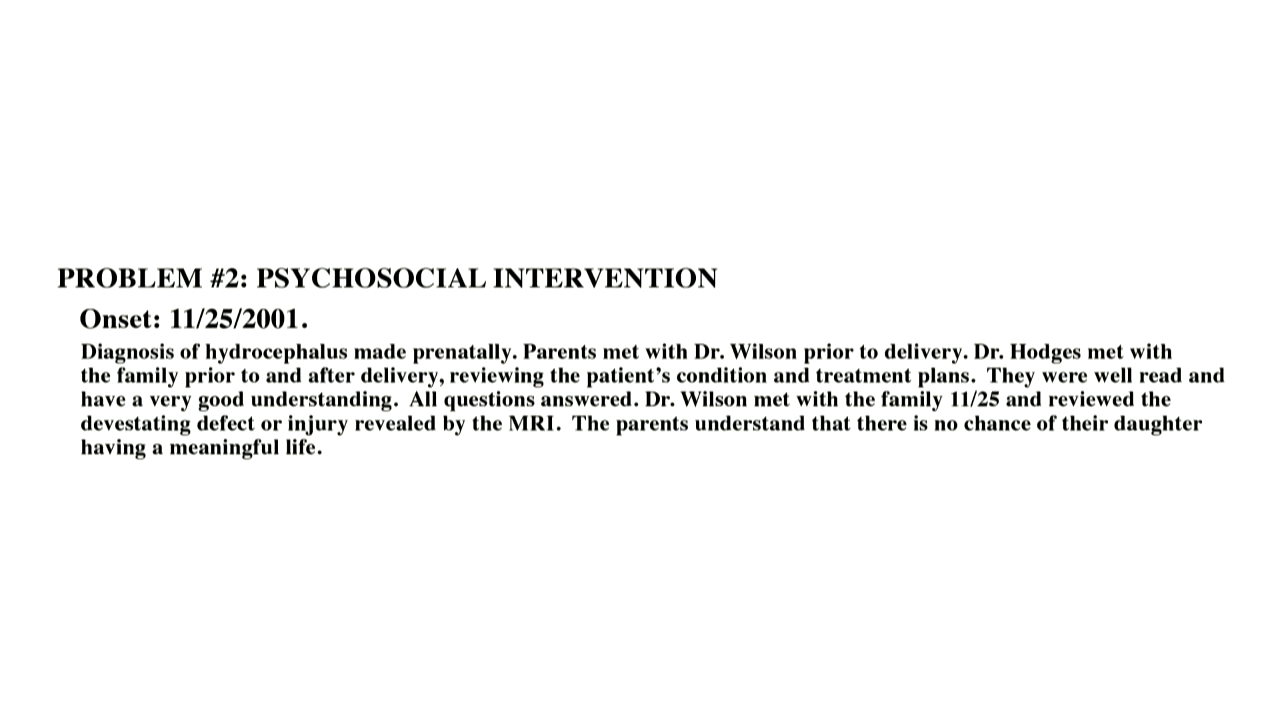 PROBLEM #2: PSYCHOSOCIAL INTERVENTION
Onset: 11/25/2001.
Diagnosis of hydrocephalus made prenatally. Parents met with Dr. Wilson prior to delivery. Dr. Hodges met with
the family prior to and after delivery, reviewing the patient’s condition and treatment plans.  They were well read and
have a very good understanding.  All questions answered. Dr. Wilson met with the family 11/25 and reviewed the
devestating defect or injury revealed by the MRI.  The parents understand that there is no chance of their daughter
having a meaningful life.